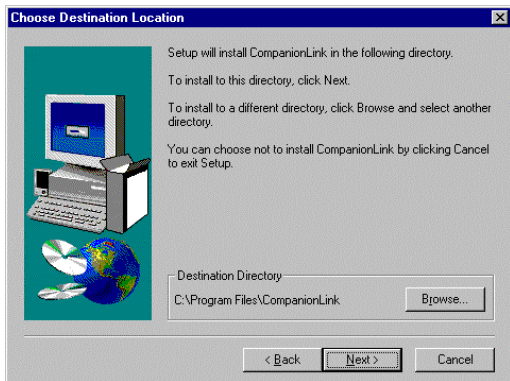 Choose Destination Location
Setup will install CompanionLink in the following directory.
To install to this directory, click Next.
To install to a different directory, click Browse and select another
directory.
You can choose not to install CompanionLink by clicking Cancel
to exit Setup.
Destination Directory
C:\Program Files\CompanionLink
Browse...
< Back
Next >
Cancel